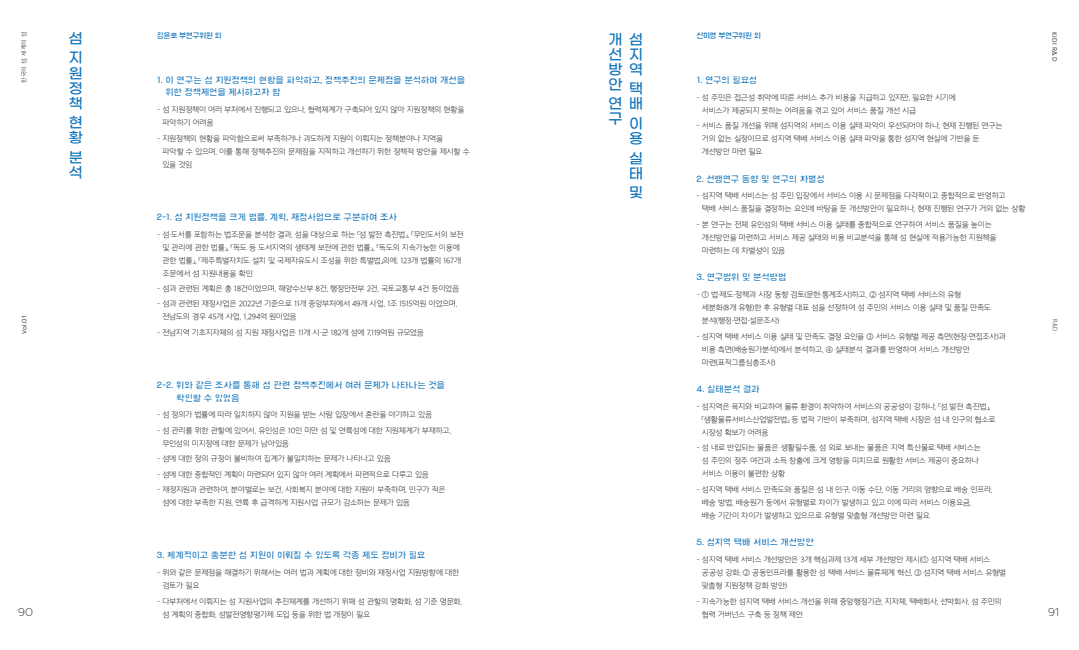 한국의 섬 세계의 섬
Vol.01
90
섬 지원정책 현황 분석
김윤호 부연구위원 외
1. 이 연구는 섬 지원정책의 현황을 파악하고, 정책추진의 문제점을 분석하여 개선을
위한 정책제언을 제시하고자 함
- 섬 지원정책이 여러 부처에서 진행되고 있으나, 협력체계가 구축되어 있지 않아 지원정책의 현황을
파악하기 어려움
- 지원정책의 현황을 파악함으로써 부족하거나 과도하게 지원이 이뤄지는 정책분야나 지역을
파악할 수 있으며, 이를 통해 정책추진의 문제점을 지적하고 개선하기 위한 정책적 방안을 제시할 수
있을 것임
2-1. 섬 지원정책을 크게 법률, 계획, 재정사업으로 구분하여 조사
- 섬·도서를 포함하는 법조문을 분석한 결과, 섬을 대상으로 하는 「섬 발전 촉진법」, 「무인도서의 보전
및 관리에 관한 법률」, 「독도 등 도서지역의 생태계 보전에 관한 법률」, 「독도의 지속가능한 이용에
관한 법률」, 「제주특별자치도 설치 및 국제자유도시 조성을 위한 특별법」외에, 123개 법률의 167개
조문에서 섬 지원내용을 확인
- 섬과 관련된 계획은 총 18건이었으며, 해양수산부 8건, 행정안전부 2건, 국토교통부 4건 등이었음
- 섬과 관련된 재정사업은 2022년 기준으로 11개 중앙부처에서 49개 사업, 1조 1515억원 이었으며,
전남도의 경우 45개 사업, 1,294억 원이었음
- 전남지역 기초지자체의 섬 지원 재정사업은 11개 시·군 182개 섬에 7,119억원 규모였음
2-2. 위와 같은 조사를 통해 섬 관련 정책추진에서 여러 문제가 나타나는 것을
확인할 수 있었음
- 섬 정의가 법률에 따라 일치하지 않아 지원을 받는 사람 입장에서 혼란을 야기하고 있음
- 섬 관리를 위한 관할에 있어서, 유인섬은 10인 미만 섬 및 연륙섬에 대한 지원체계가 부재하고,
무인섬의 미지정에 대한 문제가 남아있음
- 섬에 대한 정의 규정이 불비하여 집계가 불일치하는 문제가 나타나고 있음
- 섬에 대한 종합적인 계획이 마련되어 있지 않아 여러 계획에서 파편적으로 다루고 있음
- 재정지원과 관련하여, 분야별로는 보건, 사회복지 분야에 대한 지원이 부족하며, 인구가 적은
섬에 대한 부족한 지원, 연륙 후 급격하게 지원사업 규모가 감소하는 문제가 있음
3. 체계적이고 충분한 섬 지원이 이뤄질 수 있도록 각종 제도 정비가 필요
- 위와 같은 문제점을 해결하기 위해서는 여러 법과 계획에 대한 정비와 재정사업 지원방향에 대한
검토가 필요
- 다부처에서 이뤄지는 섬 지원사업의 추진체계를 개선하기 위해 섬 관할의 명확화, 섬 기준 명문화,
섬 계획의 종합화, 섬발전영향평가제 도입 등을 위한 법 개정이 필요
섬 지역 택배 이용 실태 및
개선방안 연구
신미영 부연구위원 외
1. 연구의 필요성
- 섬 주민은 접근성 취약에 따른 서비스 추가 비용을 지급하고 있지만, 필요한 시기에
서비스가 제공되지 못하는 어려움을 겪고 있어 서비스 품질 개선 시급
- 서비스 품질 개선을 위해 섬지역의 서비스 이용 실태 파악이 우선되어야 하나, 현재 진행된 연구는
거의 없는 실정이므로 섬지역 택배 서비스 이용 실태 파악을 통한 섬지역 현실에 기반을 둔
개선방안 마련 필요
2. 선행연구 동향 및 연구의 차별성
- 섬지역 택배 서비스는 섬 주민 입장에서 서비스 이용 시 문제점을 다각적이고 종합적으로 반영하고
택배 서비스 품질을 결정하는 요인에 바탕을 둔 개선방안이 필요하나, 현재 진행된 연구가 거의 없는 상황
- 본 연구는 전체 유인섬의 택배 서비스 이용 실태를 종합적으로 연구하여 서비스 품질을 높이는
개선방안을 마련하고 서비스 제공 실태와 비용 비교분석을 통해 섬 현실에 적용가능한 지원책을
마련하는 데 차별성이 있음
3. 연구범위 및 분석방법
- ① 법·제도·정책과 시장 동향 검토(문헌·통계조사)하고, ② 섬지역 택배 서비스의 유형
세분화(8개 유형)한 후 유형별 대표 섬을 선정하여 섬 주민의 서비스 이용 실태 및 품질 만족도
분석(행정·면접·설문조사)
- 섬지역 택배 서비스 이용 실태 및 만족도 결정 요인을 ③ 서비스 유형별 제공 측면(현장·면접조사)과
비용 측면(배송원가분석)에서 분석하고, ④ 실태분석 결과를 반영하여 서비스 개선방안
마련(표적그룹심층조사)
4. 실태분석 결과
- 섬지역은 육지와 비교하여 물류 환경이 취약하여 서비스의 공공성이 강하나, 「섬 발전 촉진법」,
「생활물류서비스산업발전법」 등 법적 기반이 부족하며, 섬지역 택배 시장은 섬 내 인구의 협소로
시장성 확보가 어려움
- 섬 내로 반입되는 물품은 생활필수품, 섬 외로 보내는 물품은 지역 특산물로 택배 서비스는
섬 주민의 정주 여건과 소득 창출에 크게 영향을 미치므로 원활한 서비스 제공이 중요하나
서비스 이용이 불편한 상황
- 섬지역 택배 서비스 만족도와 품질은 섬 내 인구, 이동 수단, 이동 거리의 영향으로 배송 인프라,
배송 방법, 배송원가 등에서 유형별로 차이가 발생하고 있고 이에 따라 서비스 이용요금,
배송 기간이 차이가 발생하고 있으므로 유형별 맞춤형 개선방안 마련 필요
5. 섬지역 택배 서비스 개선방안
- 섬지역 택배 서비스 개선방안은 3개 핵심과제 13개 세부 개선방안 제시(① 섬지역 택배 서비스
공공성 강화, ② 공동인프라를 활용한 섬 택배 서비스 물류체계 혁신, ③ 섬지역 택배 서비스 유형별
맞춤형 지원정책 강화 방안)
- 지속가능한 섬지역 택배 서비스 개선을 위해 중앙행정기관, 지자체, 택배회사, 선박회사, 섬 주민의
협력 거버넌스 구축 등 정책 제언
KIDI R&D
R&D
91